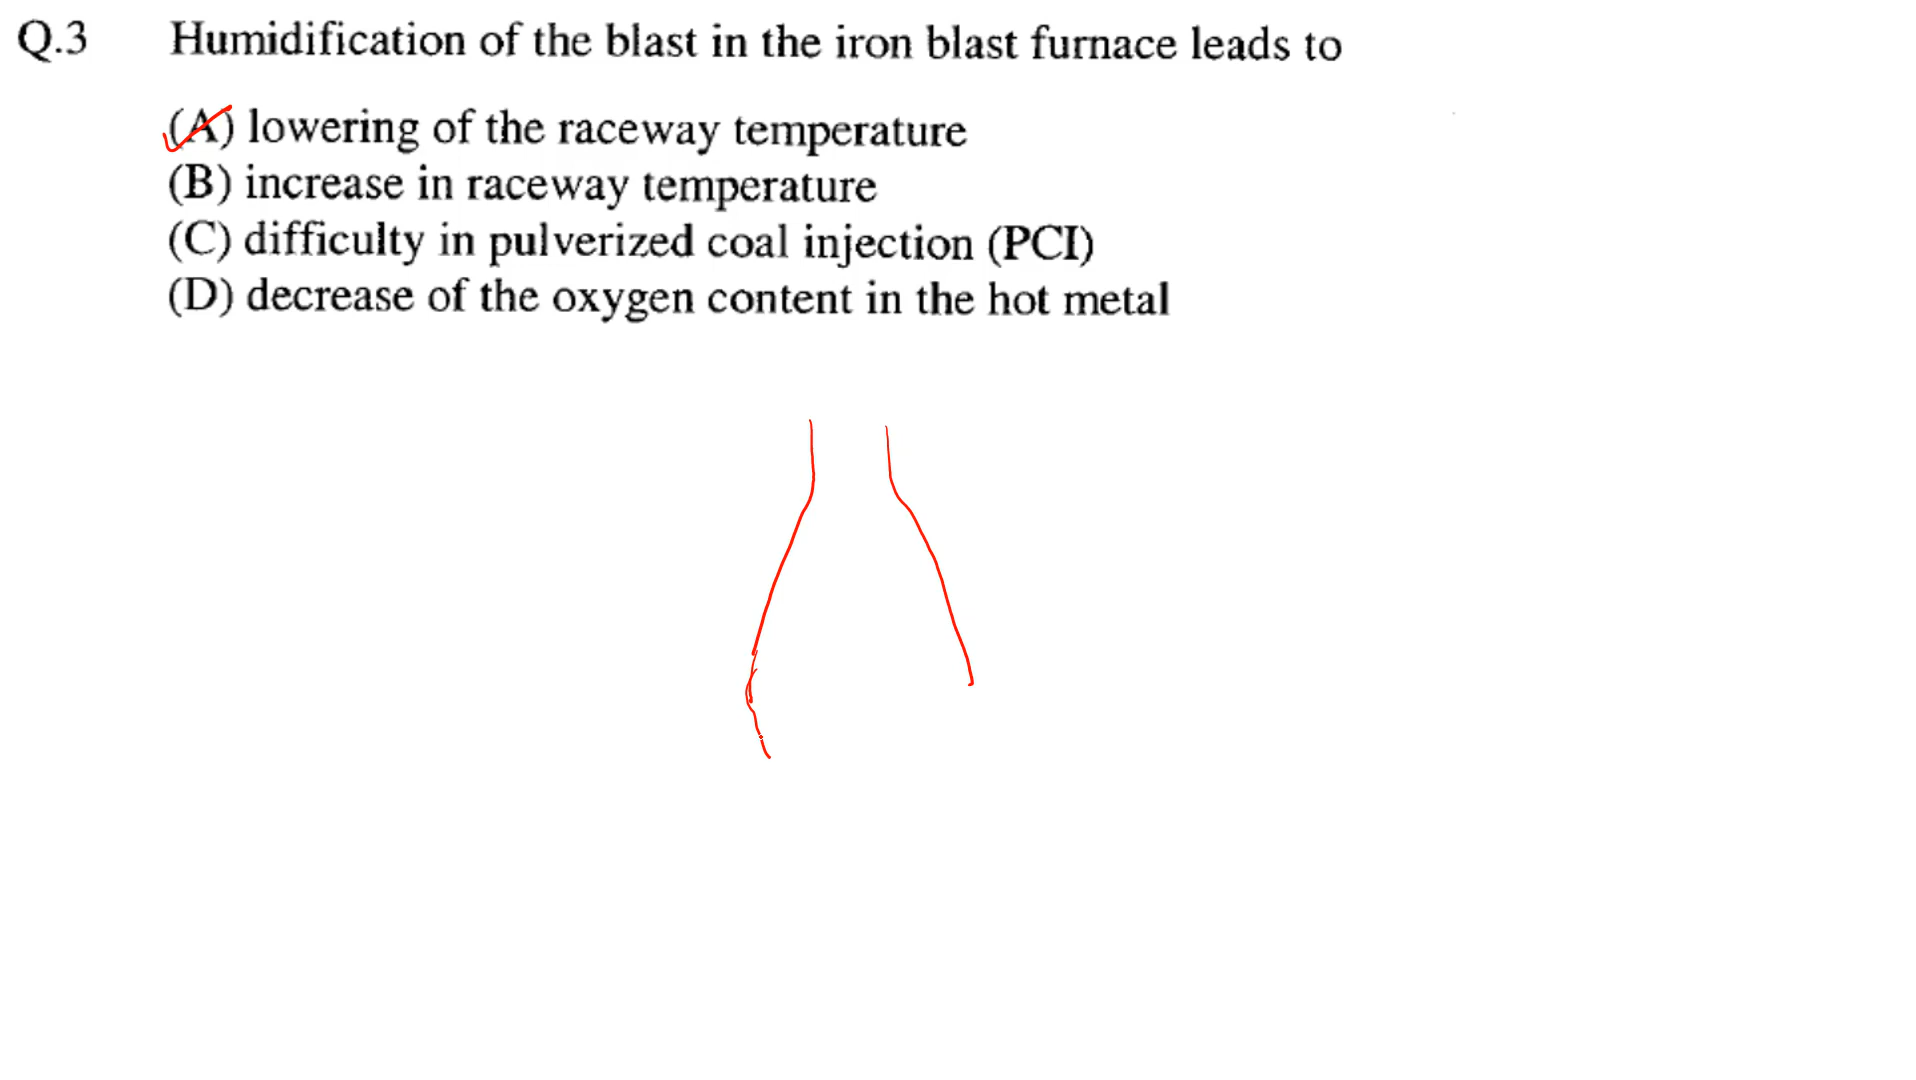 Q.3 Humidification of the blast in the iron blast furnace leads to
(A) lowering of the raceway temperature
(B) increase in raceway temperature
(C) difficulty in pulverized coal injection (PCI)
(D) decrease of the oxygen content in the hot metal